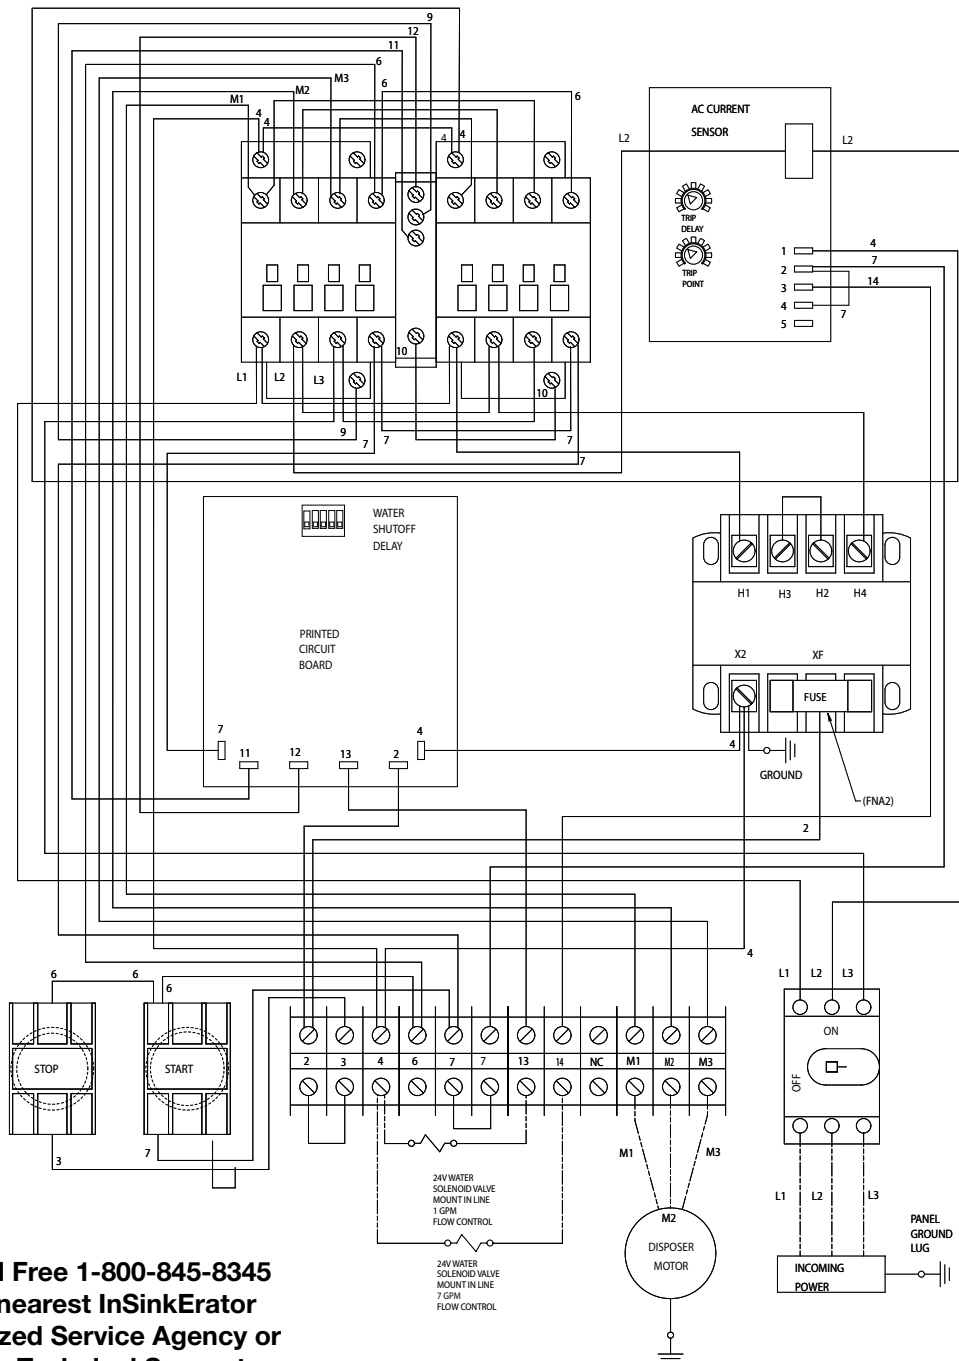 9
12
11
6
M3
M2
M1
6
6
4
4
4
4
AC CURRENT
SENSOR
L2
L2
TRIP
DELAY
TRIP
POINT
1
2
3
4
5
4
7
14
7
10
L1
L2
L3
10
9
7
7
7
7
WATER
SHUTOFF
DELAY
PRINTED
CIRCUIT
BOARD
7
11
12
13
2
4
H1
H3
H2
H4
X2
XF
FUSE
4
GROUND
(FNA2)
2
4
6
6
6
STOP
START
3
7
2
3
4
6
7
7
13
14
NC
M1
M2
M3
L1
L2
L3
ON
OFF
M1
M3
M2
DISPOSER
MOTOR
24V WATER
SOLENOID VALVE
MOUNT IN LINE
1 GPM
FLOW CONTROL
24V WATER
SOLENOID VALVE
MOUNT IN LINE
7 GPM
FLOW CONTROL
L1
L2
L3
INCOMING
POWER
PANEL
GROUND
LUG
Free 1-800-845-8345
nearest InSinkErator
zed Service Agency or